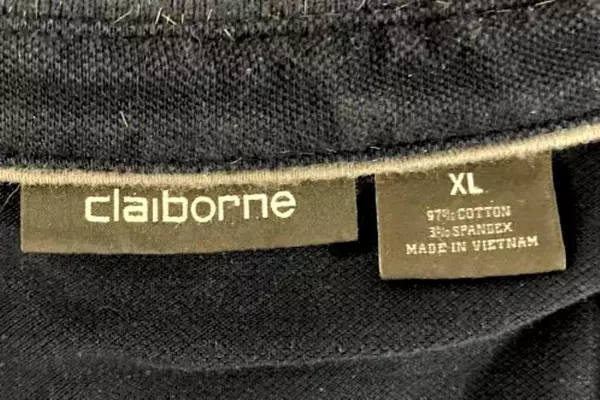 claiborne
XL
97% COTTON
3% SPANDEX
MADE IN VIETNAM